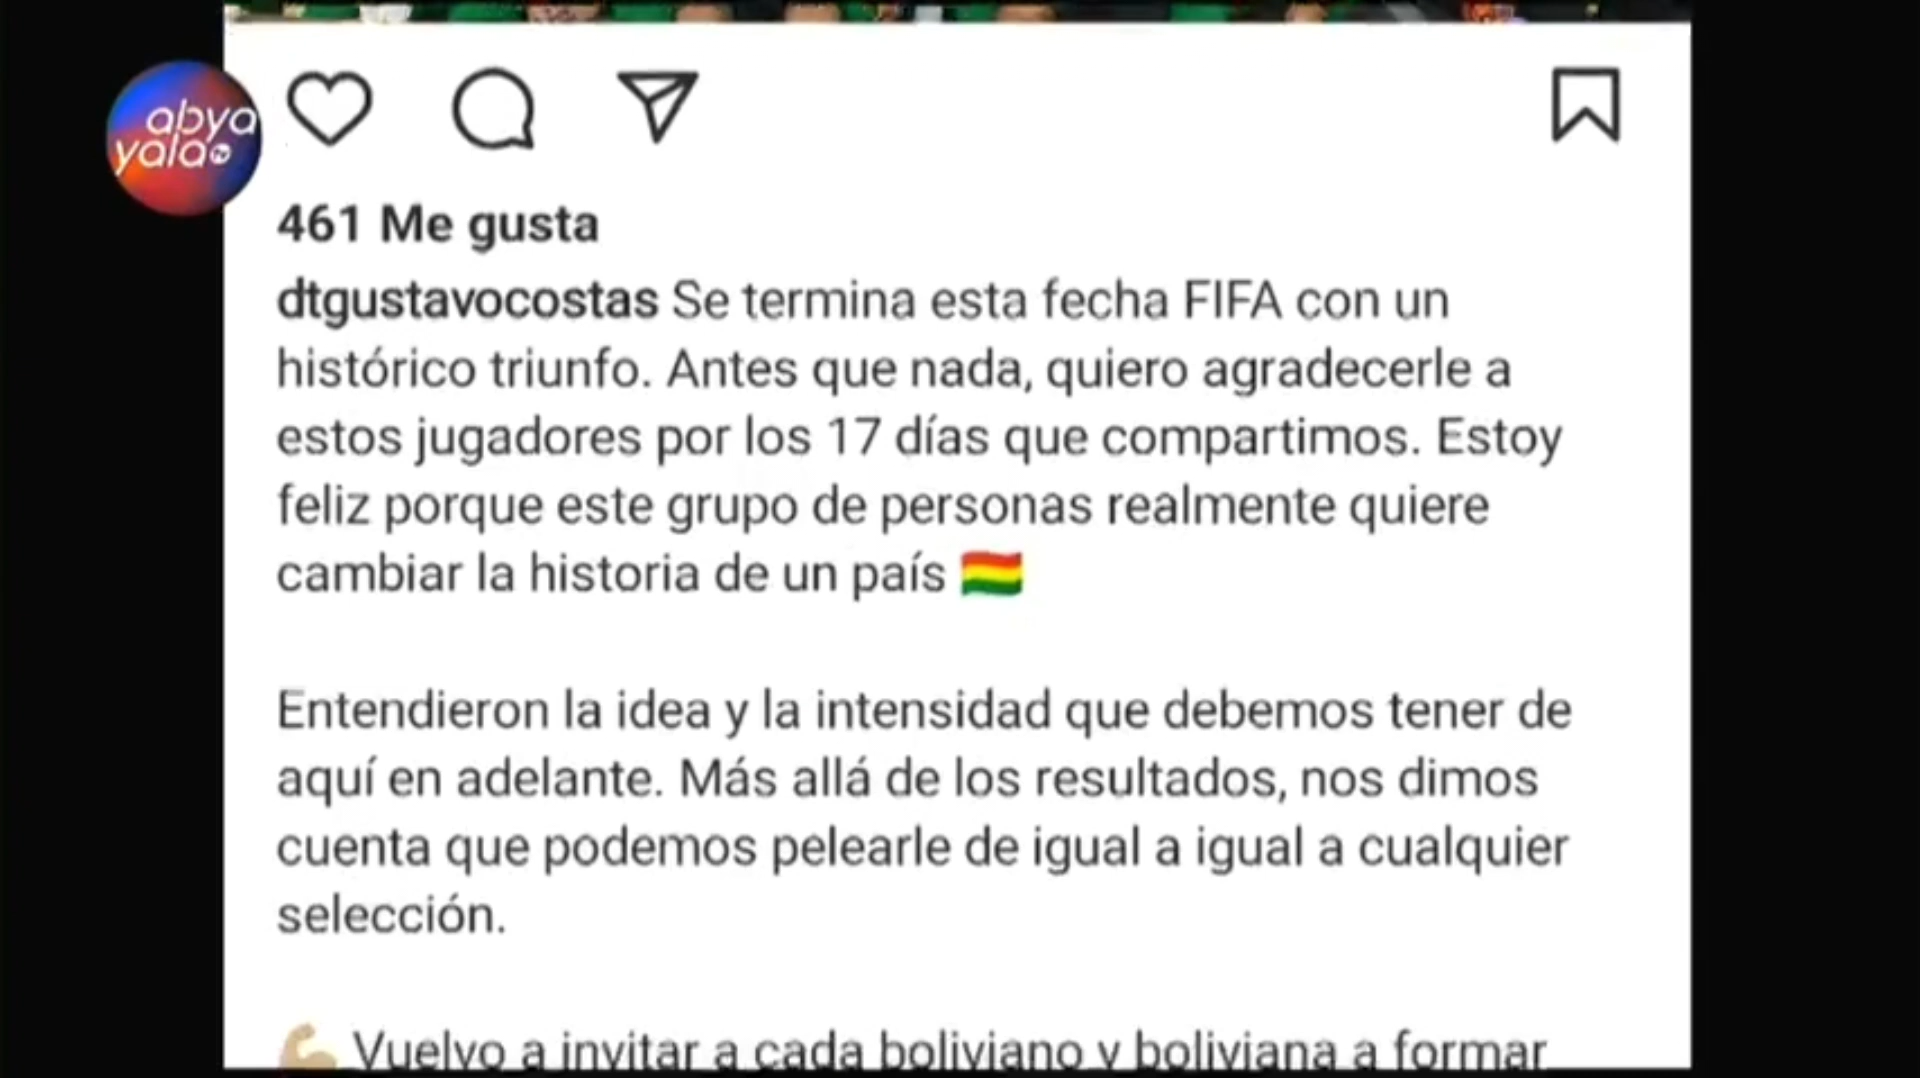 abya
yala tv
461 Me gusta
dtgustavocostas Se termina esta fecha FIFA con un
histórico triunfo. Antes que nada, quiero agradecerle a
estos jugadores por los 17 días que compartimos. Estoy
feliz porque este grupo de personas realmente quiere
cambiar la historia de un país 🇧🇴
Entendieron la idea y la intensidad que debemos tener de
aquí en adelante. Más allá de los resultados, nos dimos
cuenta que podemos pelearle de igual a igual a cualquier
selección.
💪🏼 Vuelvo a invitar a cada boliviano y boliviana a formar